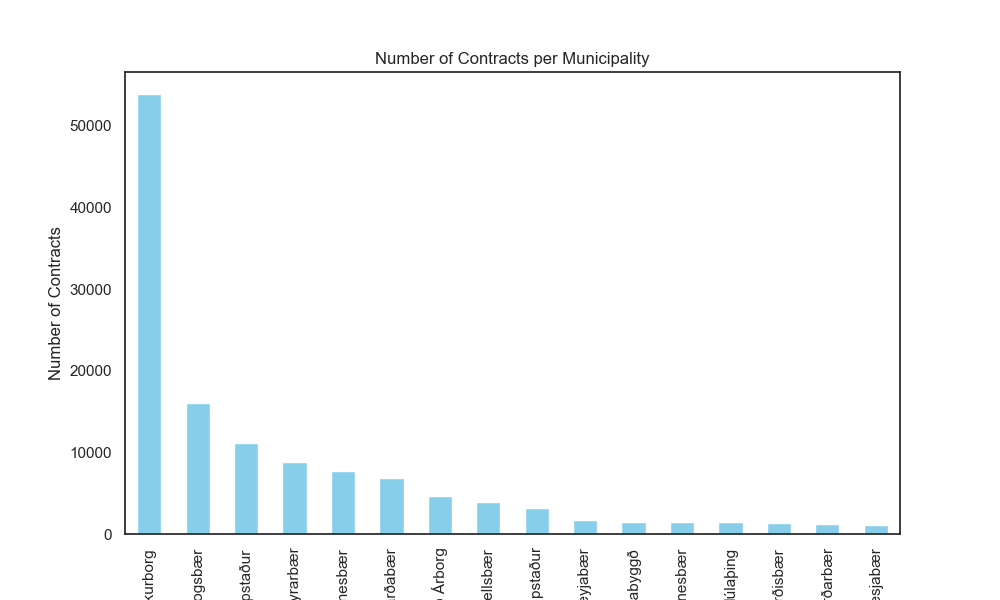 Number of Contracts per Municipality
Number of Contracts
50000
40000
30000
20000
10000
0
kurborg
ogsbær
pstaður
yrarbær
nesbær
rðabær
Árborg
ellsbær
pstaður
eyjabær
abyggð
nesbær
úlaþing
rðisbær
ðarbær
esjabær